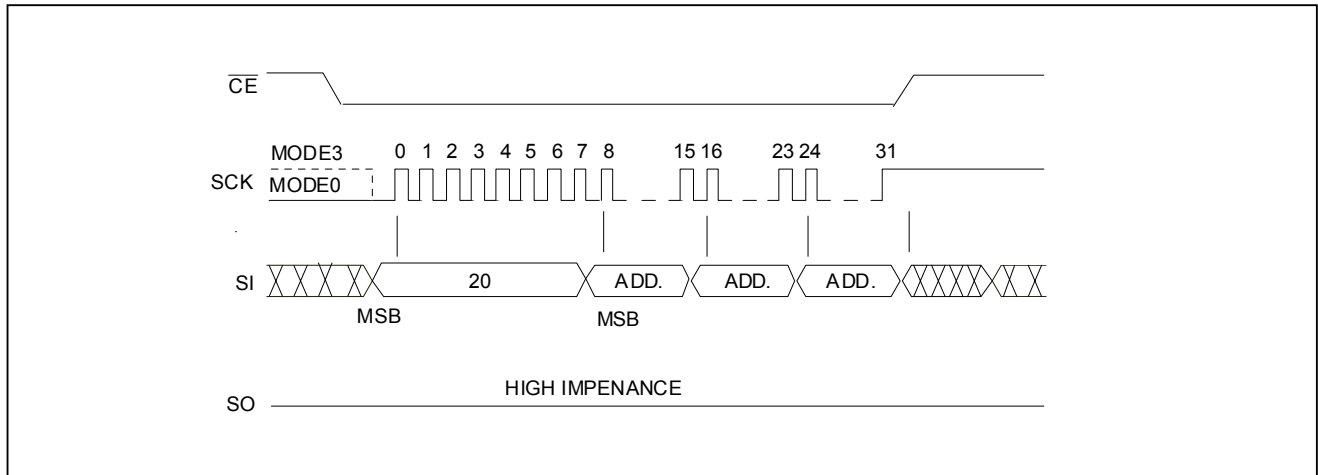 CE
MODE3 0 1 2 3 4 5 6 7 8 15 16 23 24 31
SCK MODE0
SI 20 ADD. ADD. ADD.
MSB MSB
HIGH IMPENANCE
SO